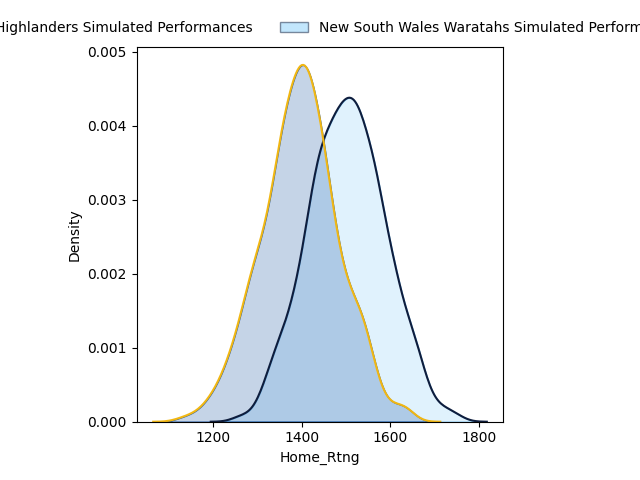 Highlanders Simulated Performances New South Wales Waratahs Simulated Perform
0.005
0.004
0.003
0.002
0.001
0.000
Density
1200 1400 1600 1800
Home_Rtng